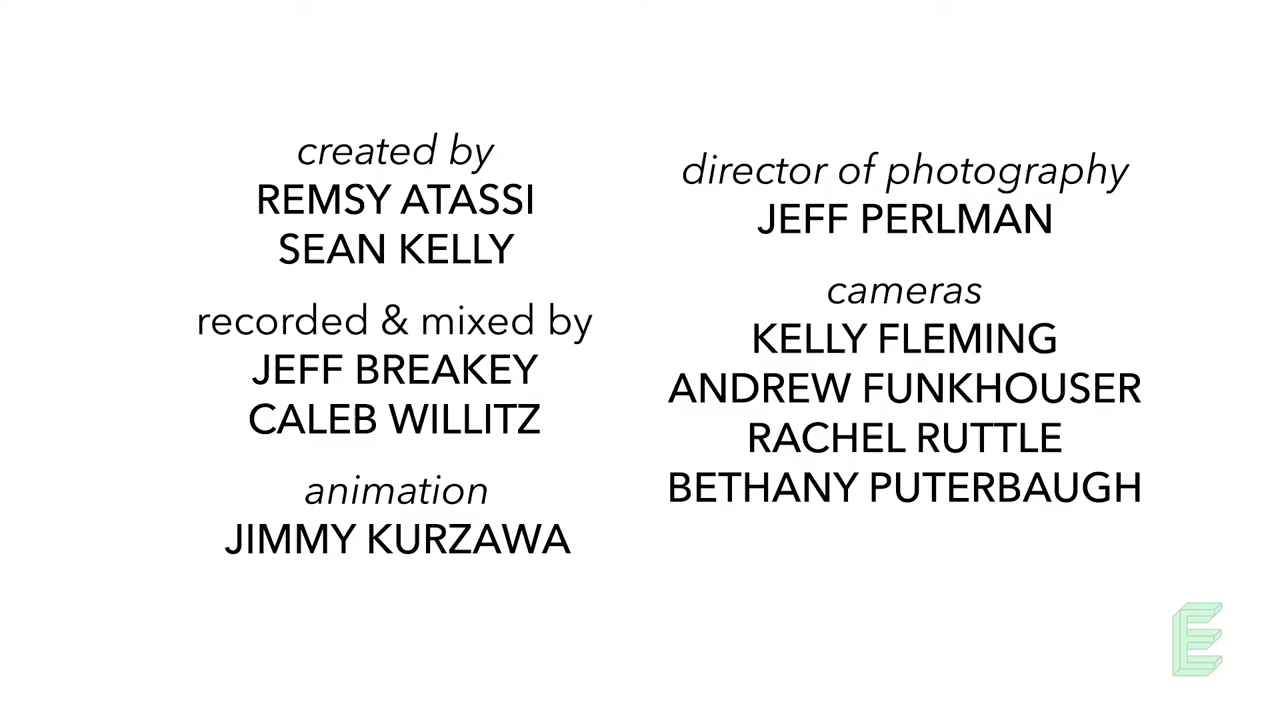 created by
REMSY ATASSI
SEAN KELLY
recorded & mixed by
JEFF BREAKEY
CALEB WILLITZ
animation
JIMMY KURZAWA
director of photography
JEFF PERLMAN
cameras
KELLY FLEMING
ANDREW FUNKHOUSER
RACHEL RUTTLE
BETHANY PUTERBAUGH
E